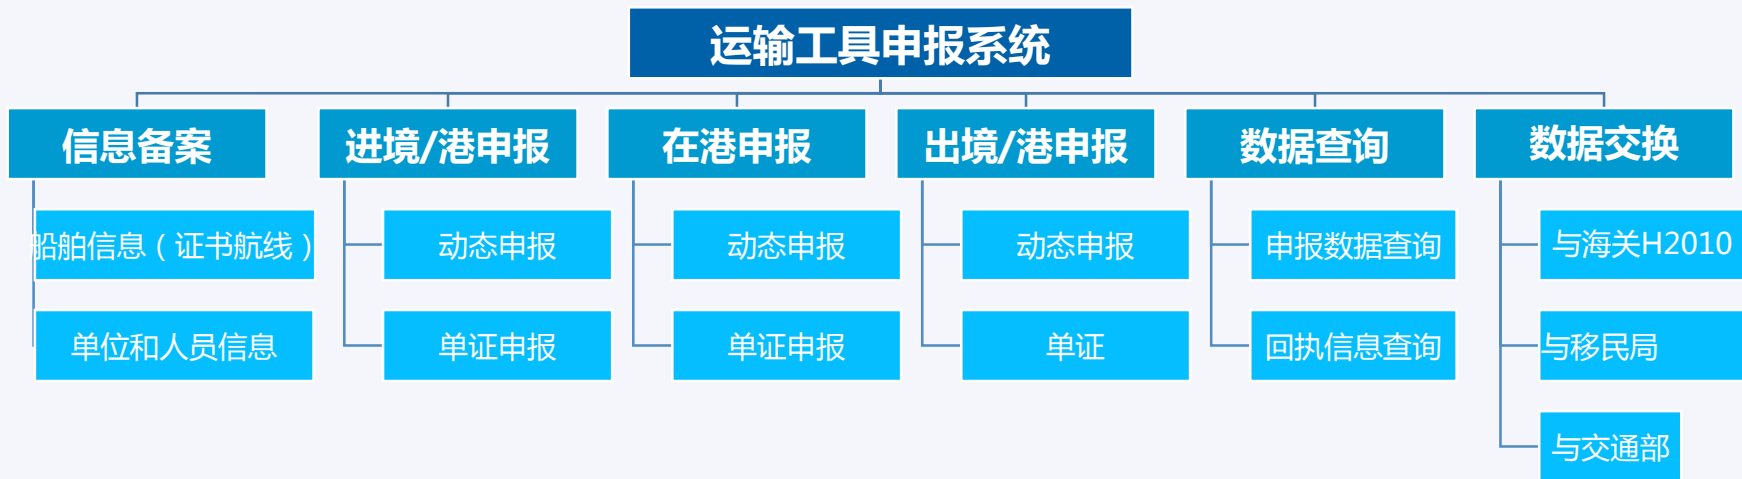 运输工具申报系统
信息备案
进境/港申报
在港申报
出境/港申报
数据查询
数据交换
船舶信息（证书航线）
动态申报
动态申报
动态申报
申报数据查询
与海关H2010
单位和人员信息
单证申报
单证申报
单证
回执信息查询
与移民局
与交通部